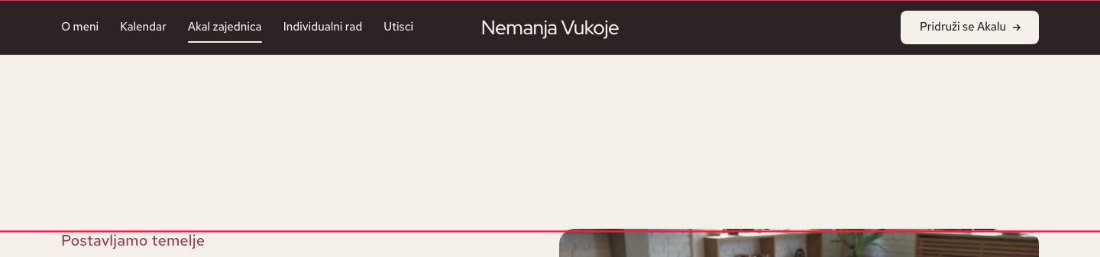 O meni Kalendar Akal zajednica Individualni rad Utisci Nemanja Vukoje Pridruži se Akalu →
Postavljamo temelje